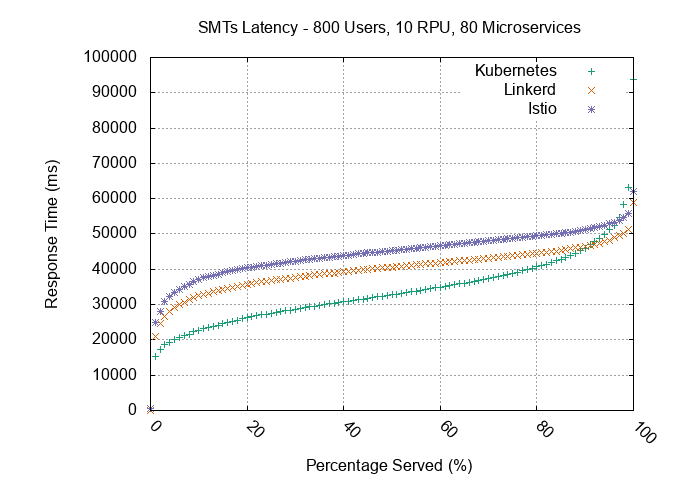 SMTs Latency - 800 Users, 10 RPU, 80 Microservices
100000
90000
80000
70000
60000
50000
40000
30000
20000
10000
0
Response Time (ms)
Kubernetes
Linkerd
Istio
0 20 40 60 80 100
Percentage Served (%)